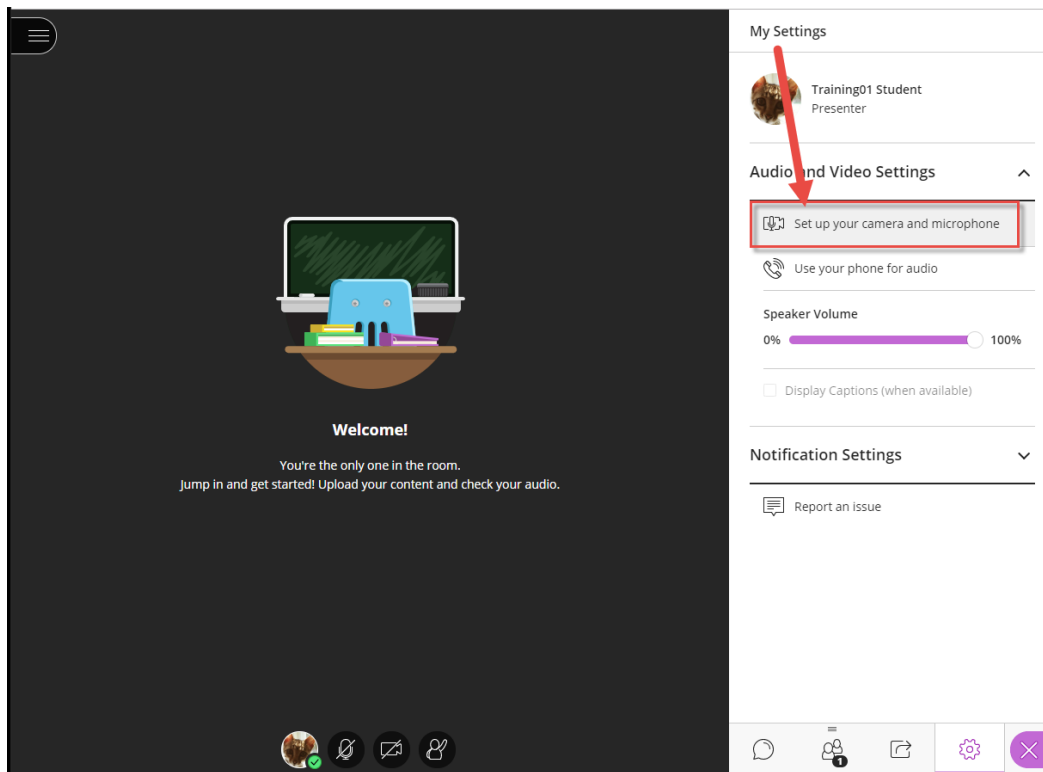 My Settings
Training01 Student
Presenter
Audio and Video Settings
Set up your camera and microphone
Use your phone for audio
Speaker Volume
0% 100%
Display Captions (when available)
Notification Settings
Report an issue
Welcome!
You're the only one in the room.
Jump in and get started! Upload your content and check your audio.
1